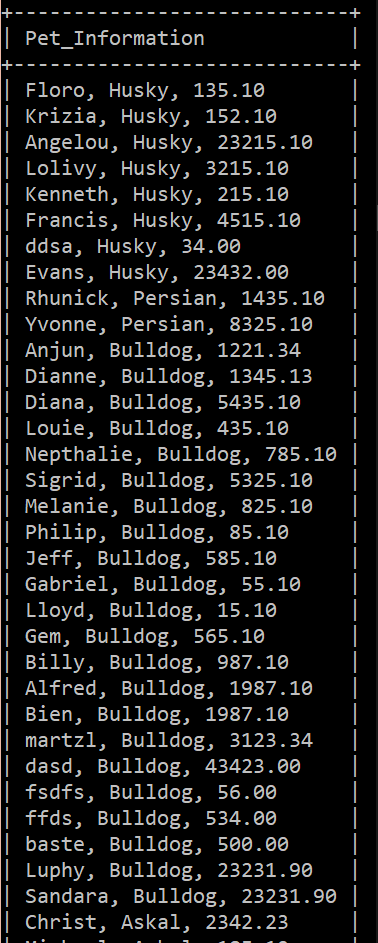 +----------------------------+
| Pet_Information            |
+----------------------------+
| Floro, Husky, 135.10       |
| Krizia, Husky, 152.10      |
| Angelou, Husky, 23215.10   |
| Lolivy, Husky, 3215.10     |
| Kenneth, Husky, 215.10     |
| Francis, Husky, 4515.10    |
| ddsa, Husky, 34.00         |
| Evans, Husky, 23432.00     |
| Rhunick, Persian, 1435.10  |
| Yvonne, Persian, 8325.10   |
| Anjun, Bulldog, 1221.34    |
| Dianne, Bulldog, 1345.13   |
| Diana, Bulldog, 5435.10    |
| Louie, Bulldog, 435.10     |
| Nepthalie, Bulldog, 785.10 |
| Sigrid, Bulldog, 5325.10   |
| Melanie, Bulldog, 825.10   |
| Philip, Bulldog, 85.10     |
| Jeff, Bulldog, 585.10      |
| Gabriel, Bulldog, 55.10    |
| Lloyd, Bulldog, 15.10      |
| Gem, Bulldog, 565.10       |
| Billy, Bulldog, 987.10     |
| Alfred, Bulldog, 1987.10   |
| Bien, Bulldog, 1987.10     |
| martzl, Bulldog, 3123.34   |
| dasd, Bulldog, 43423.00    |
| fsdfs, Bulldog, 56.00      |
| ffds, Bulldog, 534.00      |
| baste, Bulldog, 500.00     |
| Luphy, Bulldog, 23231.90   |
| Sandara, Bulldog, 23231.90 |
| Christ, Askal, 2342.23     |